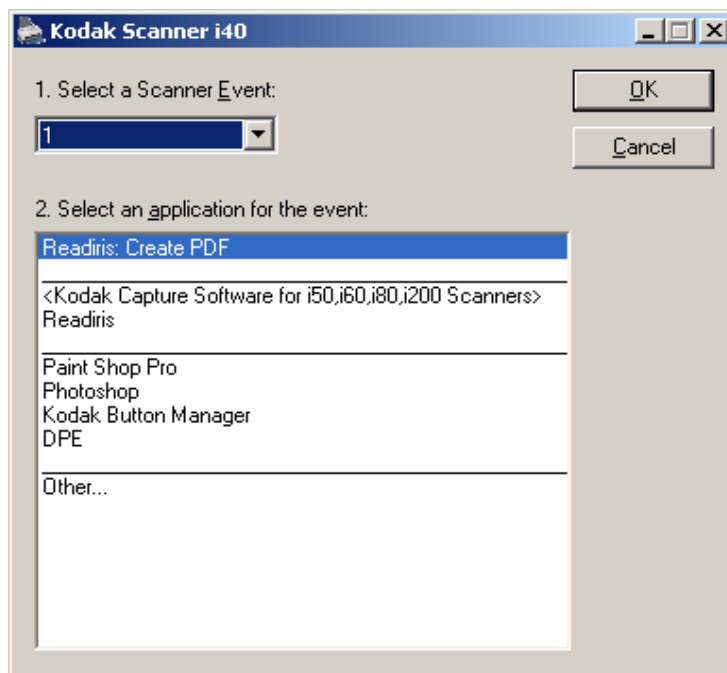 Kodak Scanner i40
1. Select a Scanner Event:
OK
1
Cancel
2. Select an application for the event:
Readiris: Create PDF
<Kodak Capture Software for i50,i60,i80,i200 Scanners>
Readiris
Paint Shop Pro
Photoshop
Kodak Button Manager
DPE
Other...